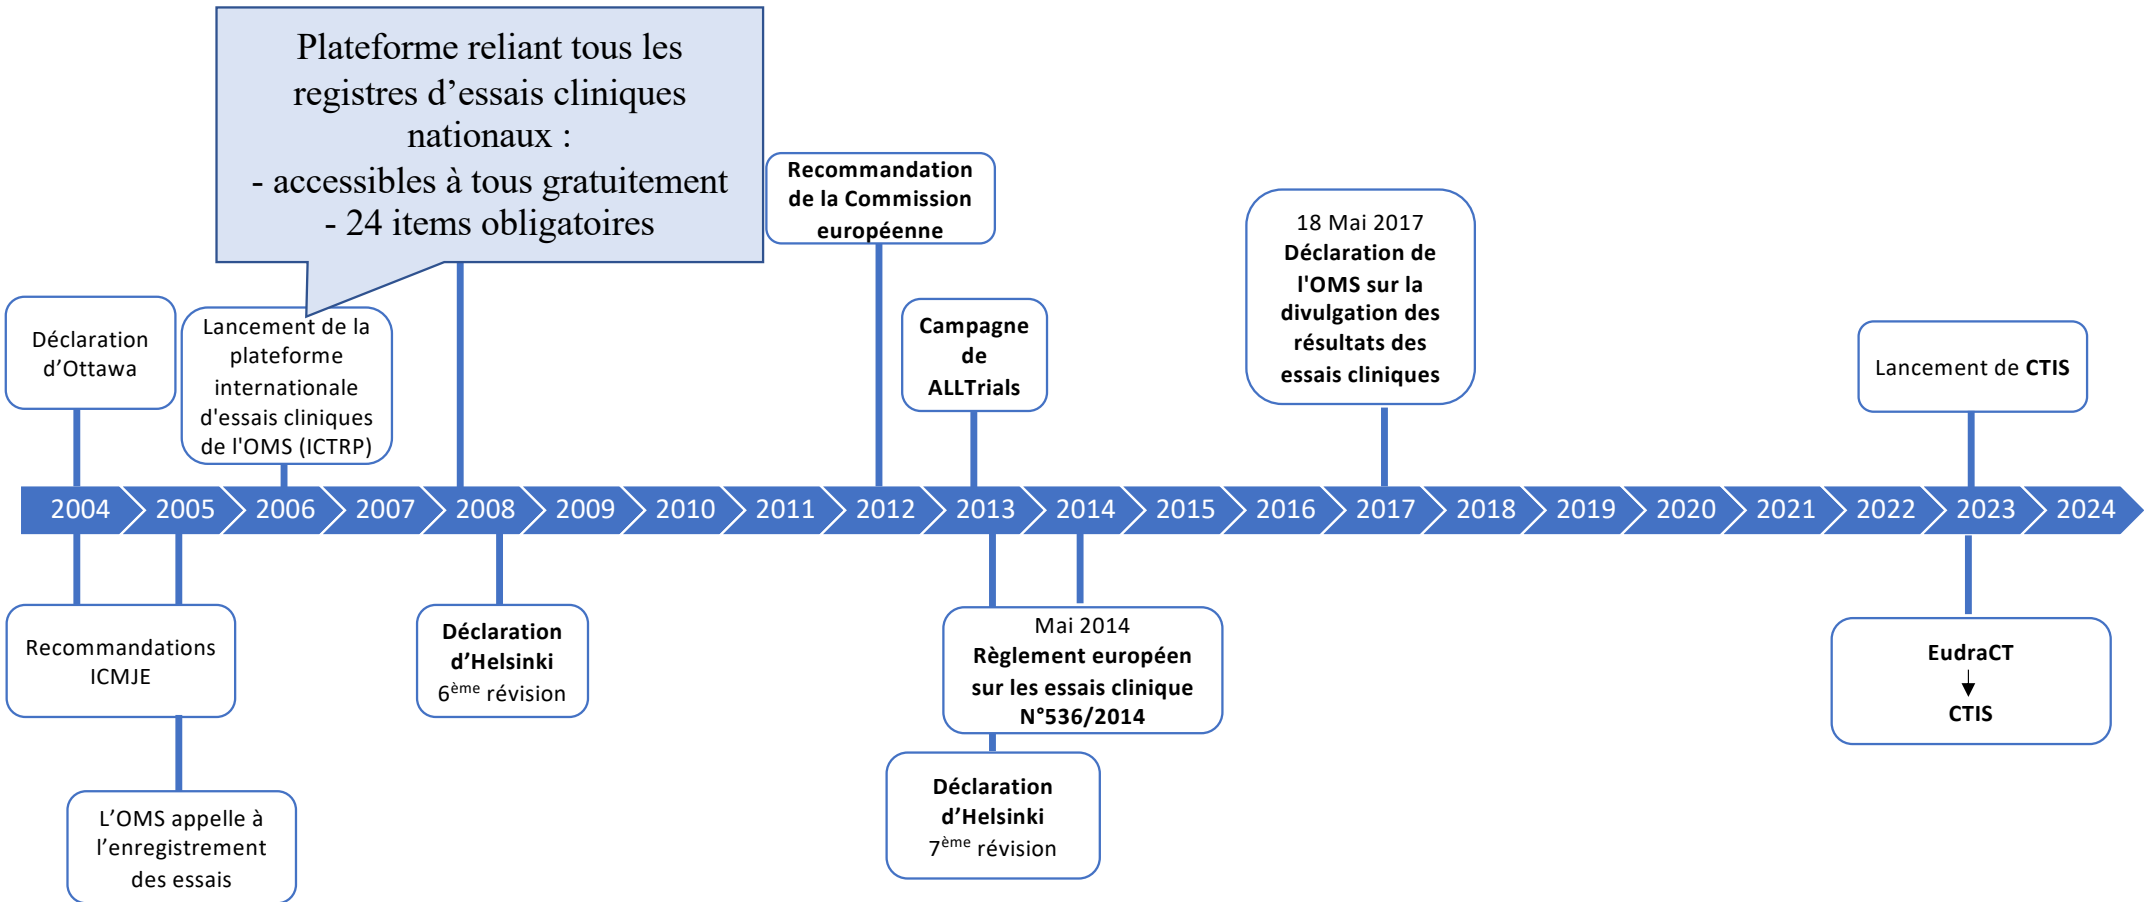 Plateforme reliant tous les
registres d’essais cliniques
nationaux :
- accessibles à tous gratuitement
- 24 items obligatoires
Recommandation
de la Commission
européenne
18 Mai 2017
Déclaration de
l'OMS sur la
divulgation des
résultats des
essais cliniques
Déclaration
d’Ottawa
Lancement de la
plateforme
internationale
d'essais cliniques
de l'OMS (ICTRP)
Campagne
de
ALLTrials
Lancement de CTIS
2004 2005 2006 2007 2008 2009 2010 2011 2012 2013 2014 2015 2016 2017 2018 2019 2020 2021 2022 2023 2024
Recommandations
ICMJE
Déclaration
d’Helsinki
6ème révision
Mai 2014
Règlement européen
sur les essais clinique
N°536/2014
EudraCT
CTIS
L’OMS appelle à
l’enregistrement
des essais
Déclaration
d’Helsinki
7ème révision